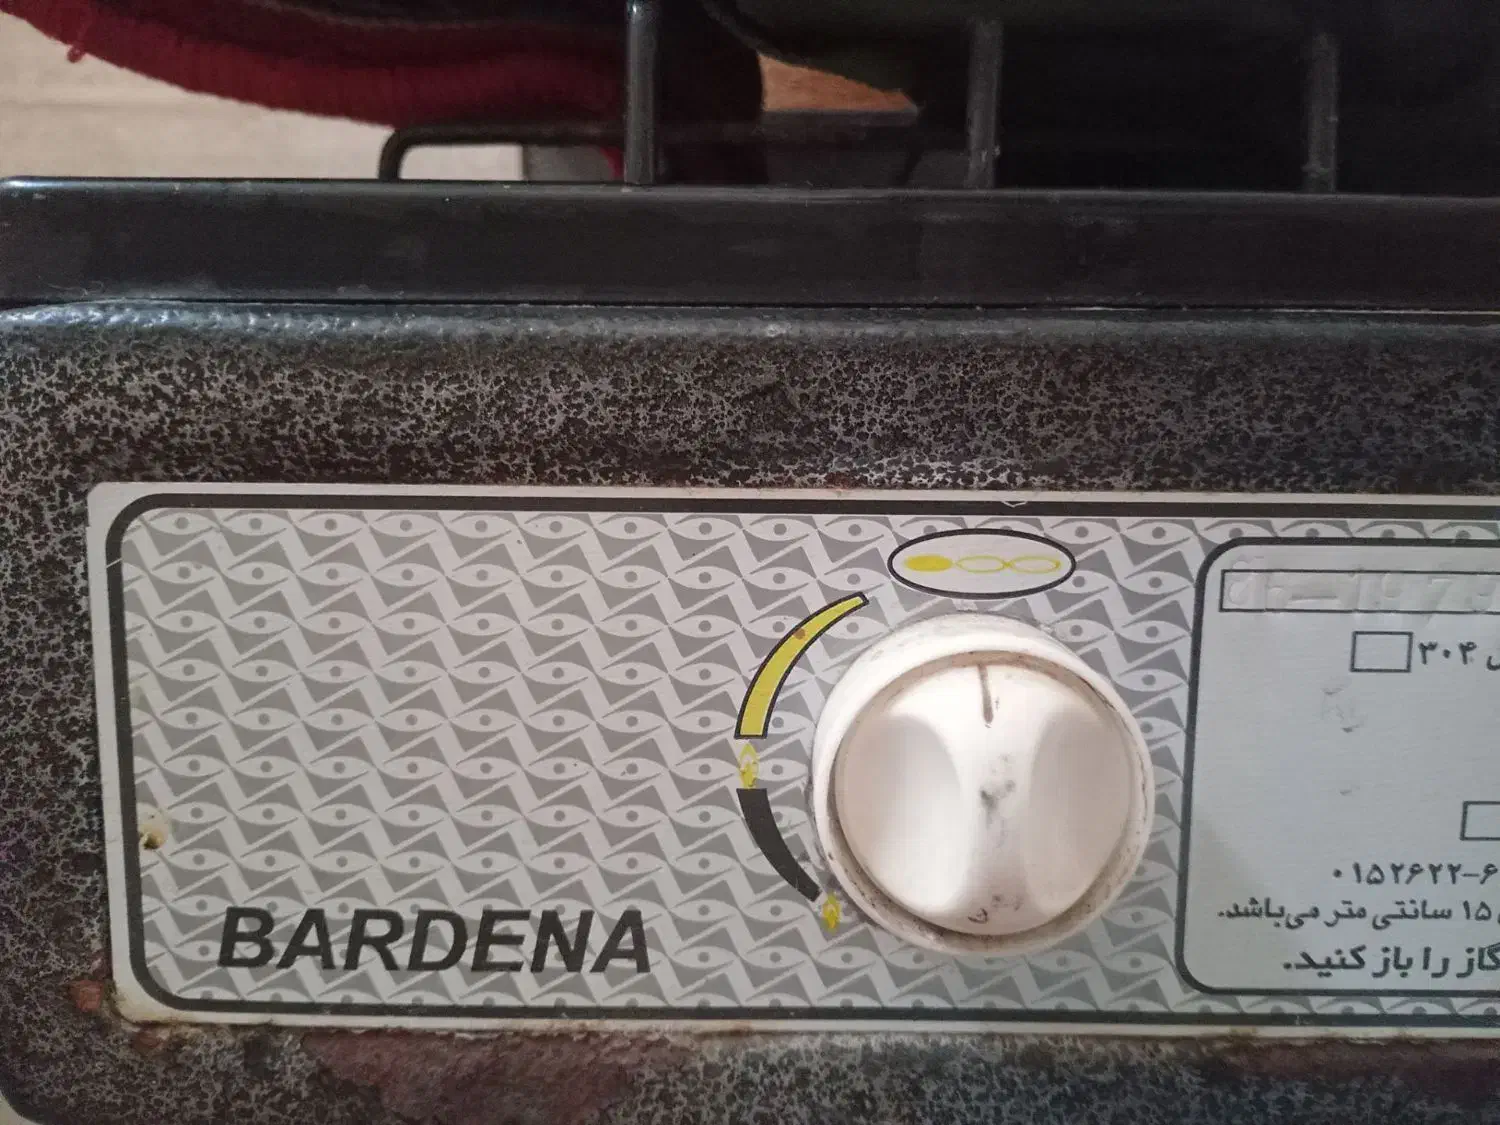 BARDENA
۳۰۴
۰۱۵۲۶۲۲-۶
۱۵ سانتی متر می‌باشد.
گاز را باز کنید.